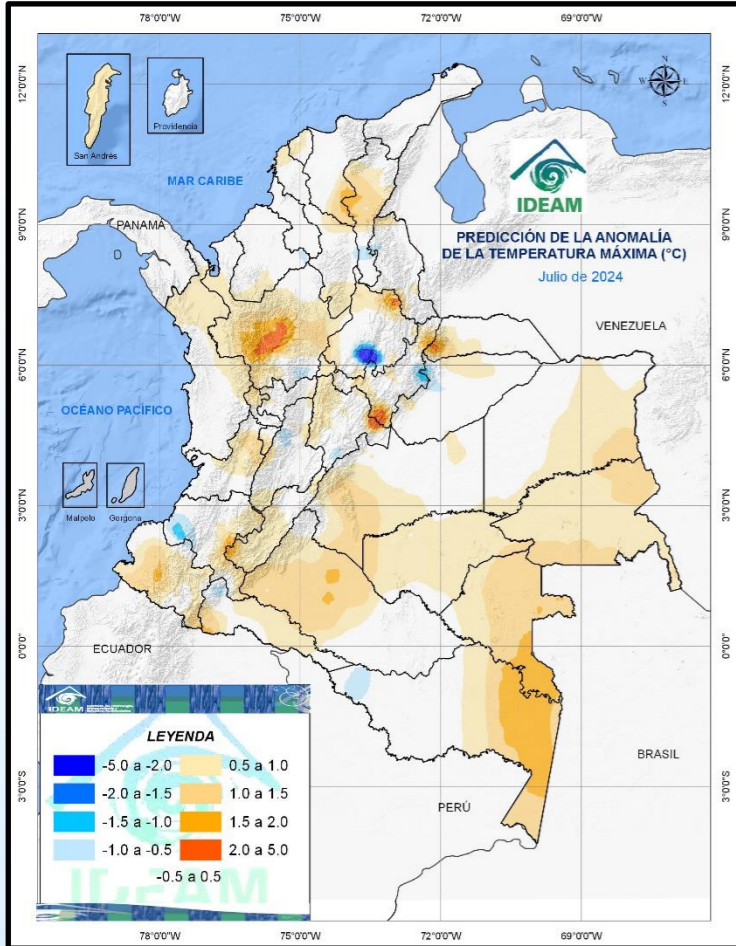 78°0'0"W 75°0'0"W 72°0'0"W 69°0'0"W
12°0'0"N
12°0'0"N
N
W E
S
San Andrés
Providencia
IDEAM
MAR CARIBE
9°0'0"N
9°0'0"N
PANAMÁ
PREDICCIÓN DE LA ANOMALÍA
DE LA TEMPERATURA MÁXIMA (°C)
Julio de 2024
VENEZUELA
6°0'0"N
6°0'0"N
OCÉANO PACÍFICO
Malpelo
Gorgona
3°0'0"N
3°0'0"N
ECUADOR
0°0'0"
0°0'0"
IDEAM
LEYENDA
-5.0 a -2.0 0.5 a 1.0
-2.0 a -1.5 1.0 a 1.5
-1.5 a -1.0 1.5 a 2.0
-1.0 a -0.5 2.0 a 5.0
-0.5 a 0.5
IDEAM
BRASIL
PERÚ
3°0'0"S
3°0'0"S
78°0'0"W 75°0'0"W 72°0'0"W 69°0'0"W